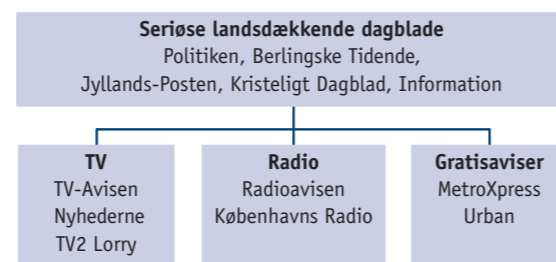 Seriøse landsdækkende dagblade
Politiken, Berlingske Tidende,
Jyllands-Posten, Kristeligt Dagblad, Information
TV
TV-Avisen
Nyhederne
TV2 Lorry
Radio
Radioavisen
Københavns Radio
Gratisaviser
MetroXpress
Urban